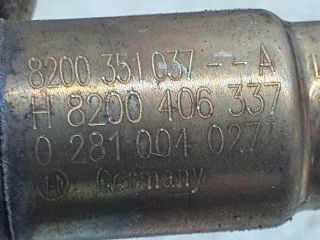 8200 351 037 -- A
H 8200 406 337
0 281 004 027
Germany